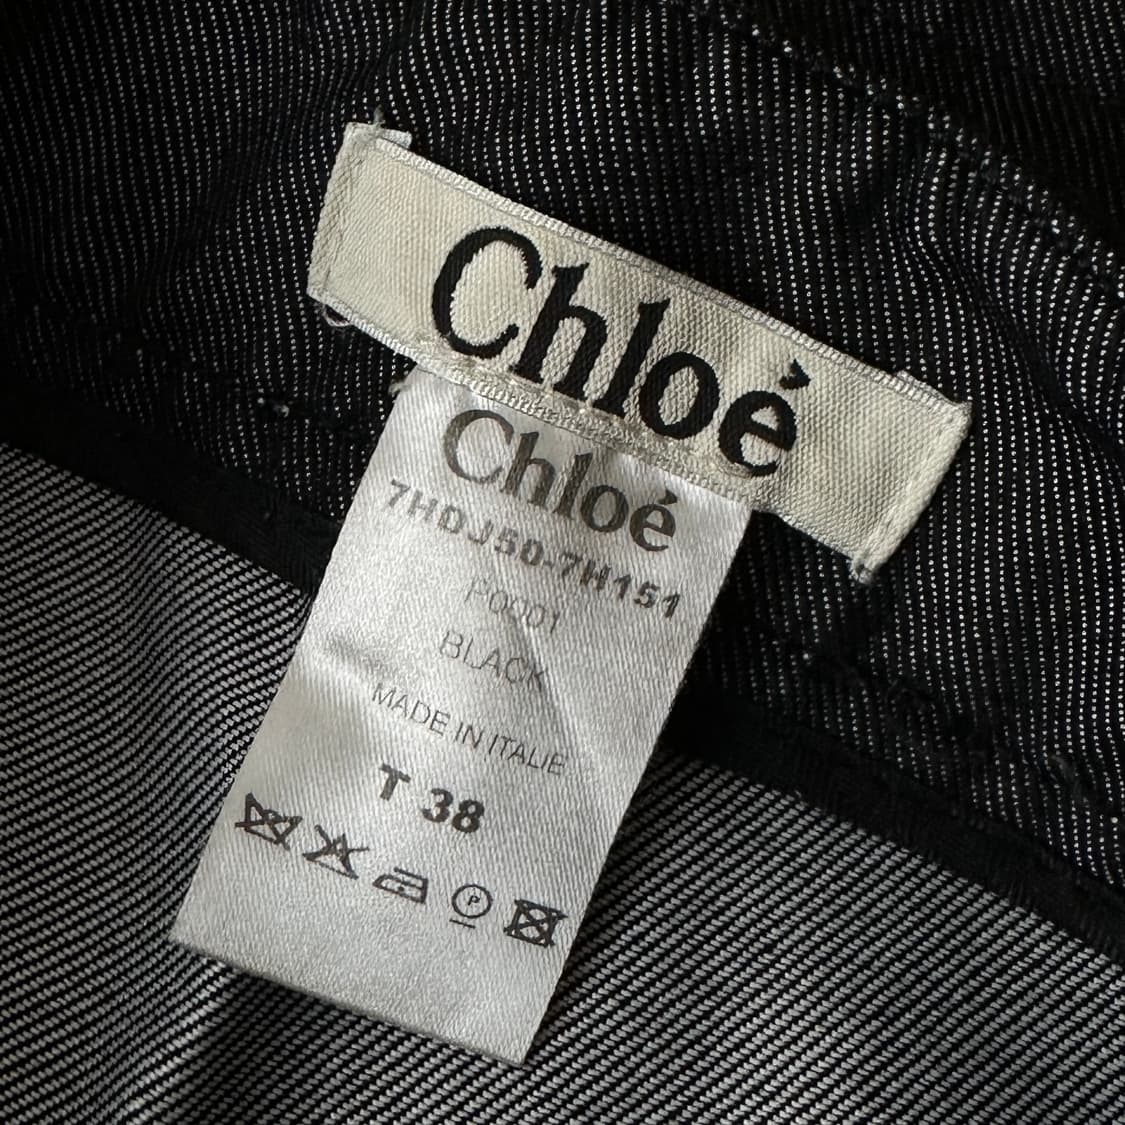 Chloé
Chloé
7HDJ50-7H151
P0001
BLACK
MADE IN ITALIE
T 38
P